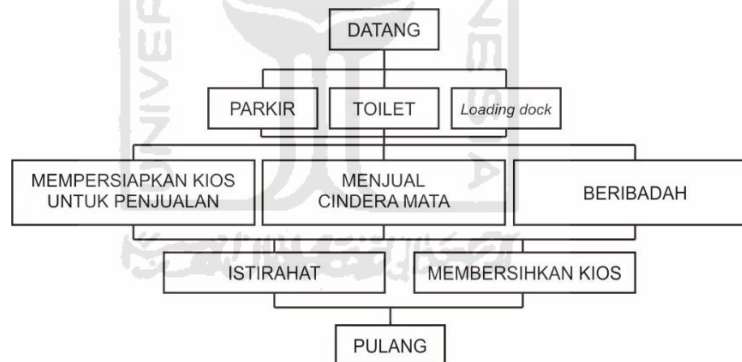 DATANG
PARKIR
TOILET
Loading dock
MEMPERSIAPKAN KIOS
UNTUK PENJUALAN
MENJUAL
CINDERA MATA
BERIBADAH
ISTIRAHAT
MEMBERSIHKAN KIOS
PULANG